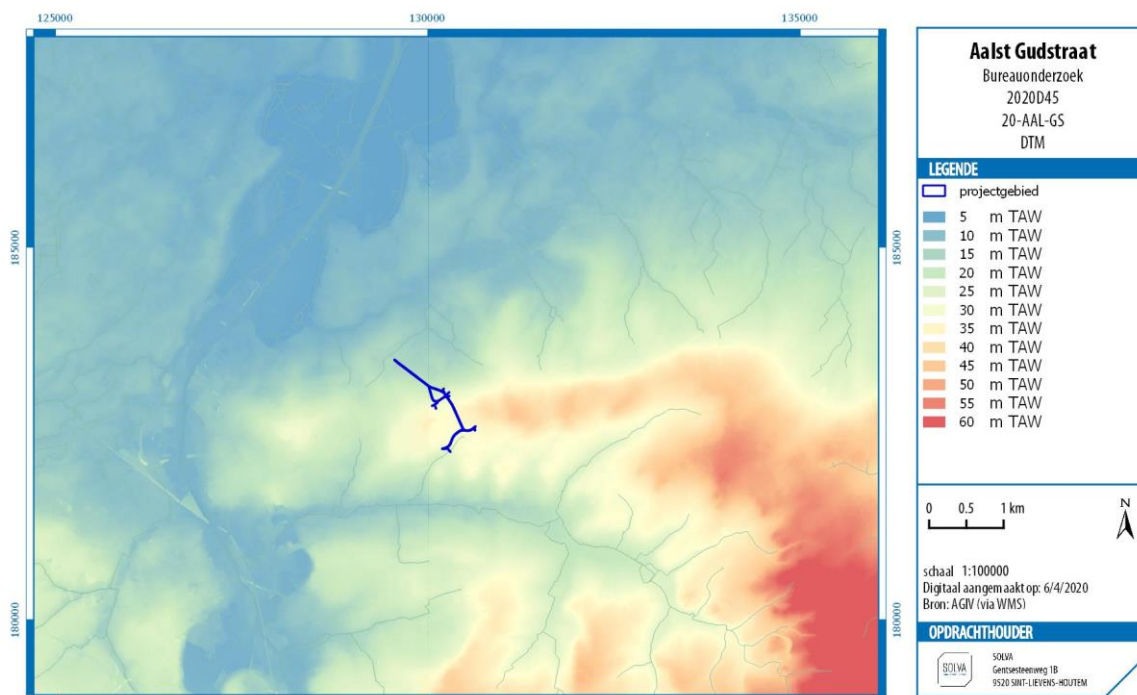 125000
130000
135000
185000
185000
180000
180000
Aalst Gudstraat
Bureauonderzoek
2020D45
20-AAL-GS
DTM
LEGENDE
projectgebied
5 m TAW
10 m TAW
15 m TAW
20 m TAW
25 m TAW
30 m TAW
35 m TAW
40 m TAW
45 m TAW
50 m TAW
55 m TAW
60 m TAW
0 0.5 1 km
N
schaal 1:100000
Digitaal aangemaakt op: 6/4/2020
Bron: AGIV (via WMS)
OPDRACHTHOUDER
SOLVA
SOLVA
Gentsesteenweg 1B
9520 SINT-LIEVENS-HOUTEM